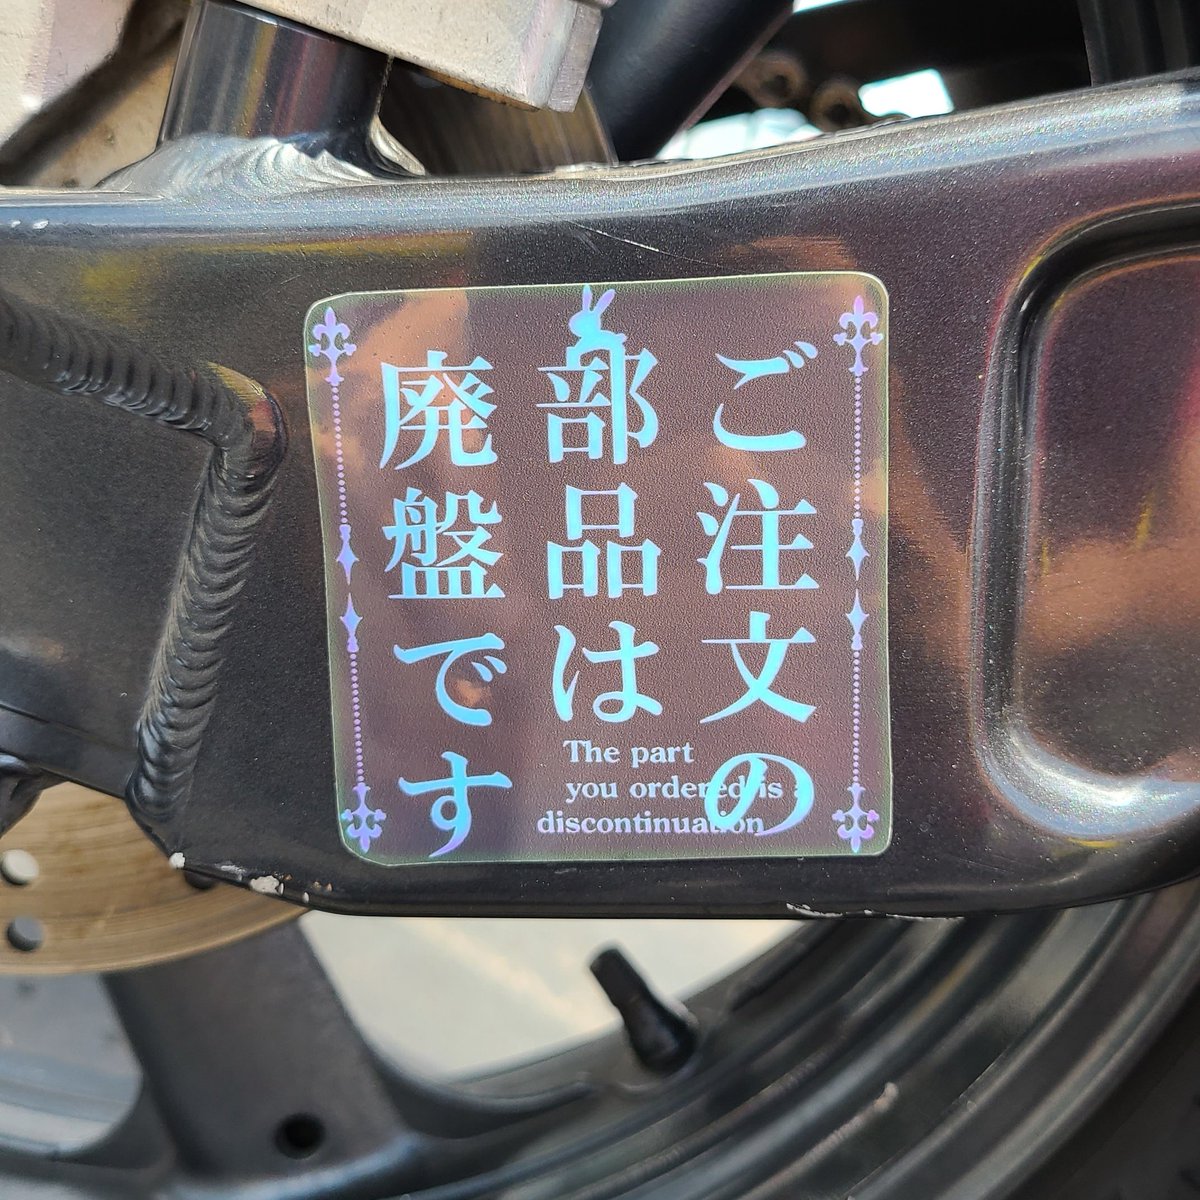 ご注文の
部品は
廃盤です
The part
you ordered is a
discontinuation